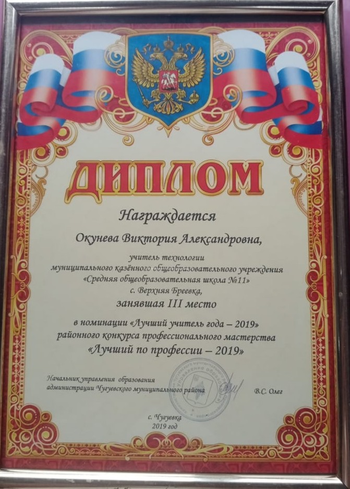 ДИПЛОМ
Награждается
Окунева Виктория Александровна,
учитель технологии
муниципального казённого общеобразовательного учреждения
«Средняя общеобразовательная школа №11»
с. Верхняя Бреевка,
занявшая III место
в номинации «Лучший учитель года – 2019»
районного конкурса профессионального мастерства
«Лучший по профессии – 2019»
Начальник управления образования
администрации Чугуевского муниципального района
В.С. Олег
с. Чугуевка
2019 год